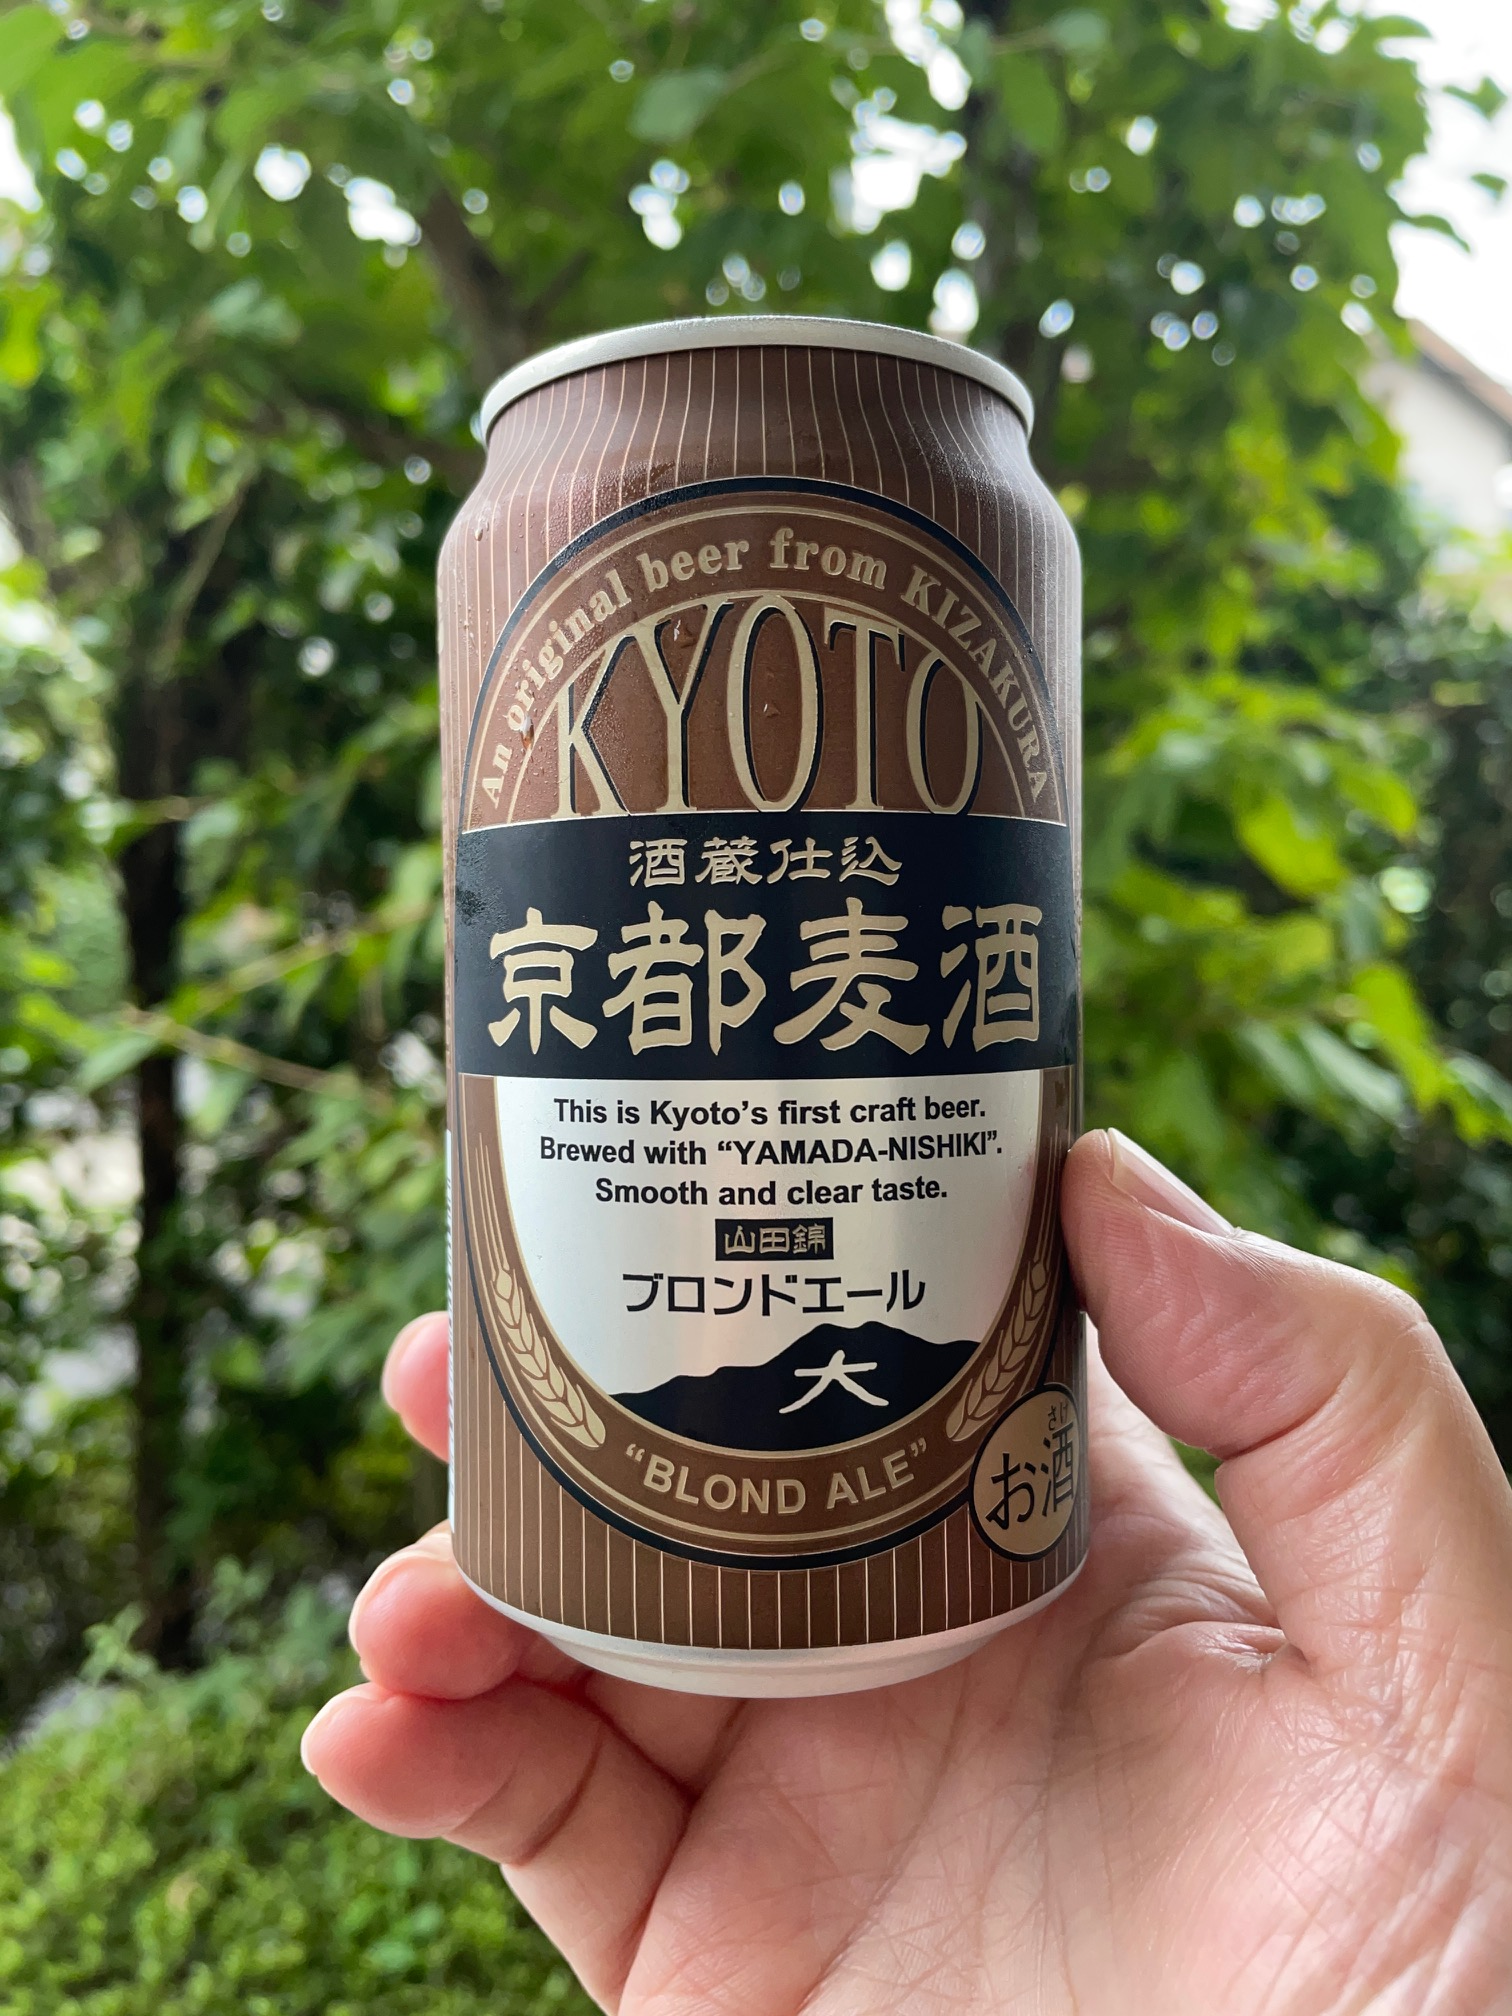 An original beer from KIZAKURA
KYOTO
酒蔵仕込
京都麦酒
This is Kyoto's first craft beer.
Brewed with “YAMADA-NISHIKI”.
Smooth and clear taste.
山田錦
ブロンドエール
大
“BLOND ALE”
さけ
お酒